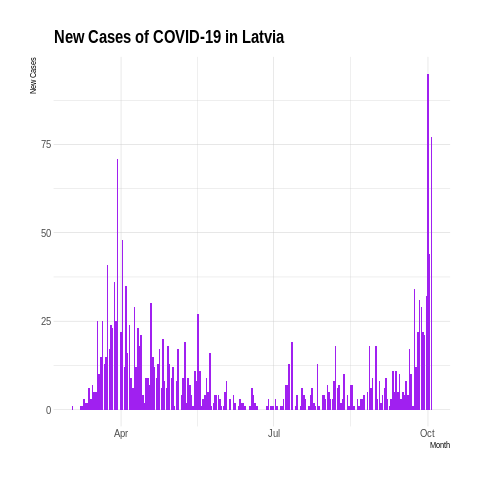 New Cases of COVID-19 in Latvia
New Cases
75
50
25
0
Apr
Jul
Oct
Month